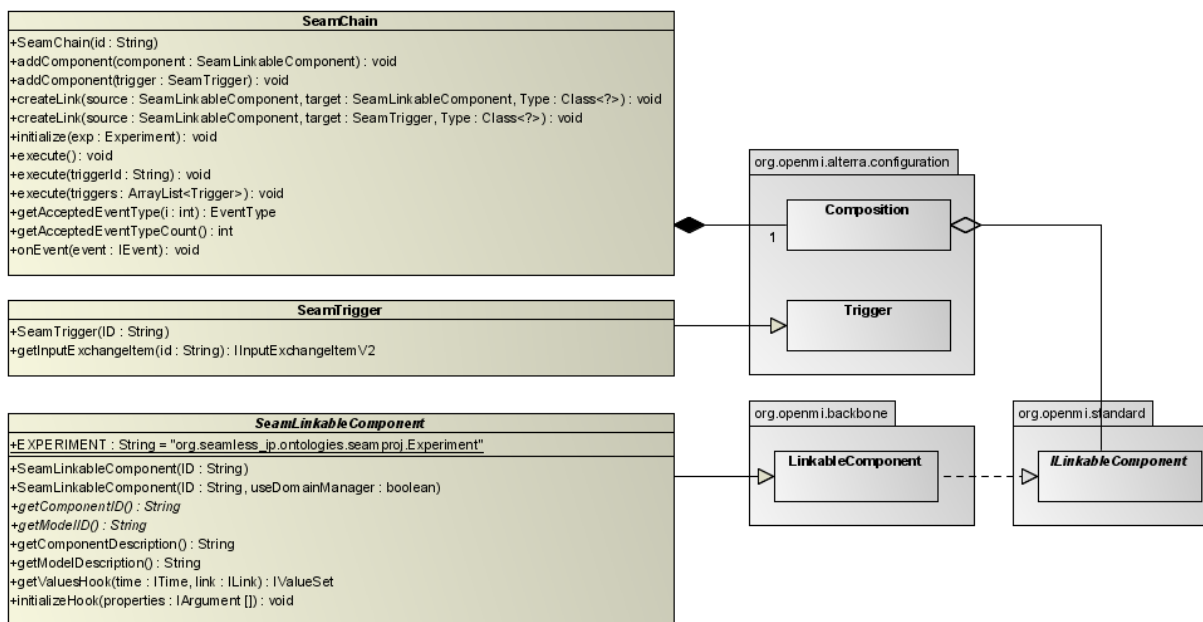 SeamChain
+SeamChain(id : String)
+addComponent(component : SeamLinkableComponent) : void
+addComponent(trigger : SeamTrigger) : void
+createLink(source : SeamLinkableComponent, target : SeamLinkableComponent, Type : Class<?>) : void
+createLink(source : SeamLinkableComponent, target : SeamTrigger, Type : Class<?>) : void
+initialize(exp : Experiment) : void
+execute() : void
+execute(triggerId : String) : void
+execute(triggers : ArrayList<Trigger>) : void
+getAcceptedEventType(i : int) : EventType
+getAcceptedEventTypeCount() : int
+onEvent(event : IEvent) : void
org.openmi.alterra.configuration
Composition
1
Trigger
SeamTrigger
+SeamTrigger(ID : String)
+getInputExchangeItem(id : String) : IInputExchangeItemV2
SeamLinkableComponent
+EXPERIMENT : String = "org.seamless_ip.ontologies.seamproj.Experiment"
+SeamLinkableComponent(ID : String)
+SeamLinkableComponent(ID : String, useDomainManager : boolean)
+getComponentID() : String
+getModelID() : String
+getComponentDescription() : String
+getModelDescription() : String
+getValuesHook(time : ITime, link : ILink) : IValueSet
+initializeHook(properties : IArgument []) : void
org.openmi.backbone
LinkableComponent
org.openmi.standard
ILinkableComponent